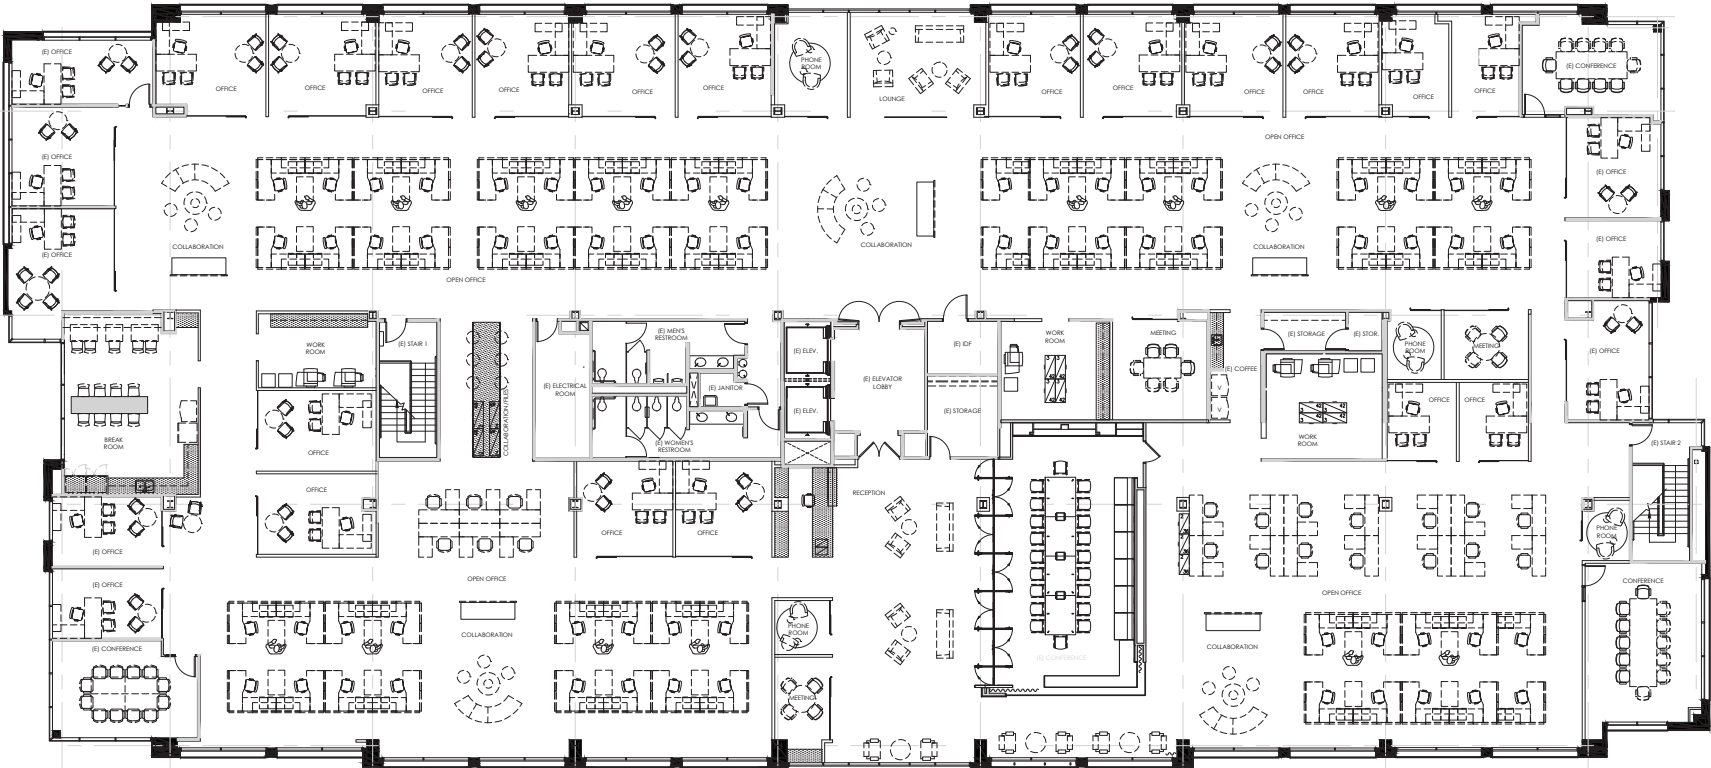 (E) OFFICE
OFFICE
OFFICE
OFFICE
OFFICE
OFFICE
OFFICE
PHONE
ROOM
LOUNGE
OFFICE
OFFICE
OFFICE
OFFICE
OFFICE
OFFICE
(E) CONFERENCE
OPEN OFFICE
(E) OFFICE
(E) OFFICE
COLLABORATION
(E) OFFICE
COLLABORATION
COLLABORATION
(E) OFFICE
OPEN OFFICE
WORK
ROOM
(E) STAIR 1
COLLABORATION/FILES
(E) ELECTRICAL
ROOM
(E) MEN'S
RESTROOM
(E) JANITOR
(E) WOMEN'S
RESTROOM
(E) ELEV.
(E) ELEV.
(E) ELEVATOR
LOBBY
(E) IDF
(E) STORAGE
WORK
ROOM
MEETING
(E) COFFEE
(E) STORAGE
(E) STOR.
PHONE
ROOM
MEETING
(E) OFFICE
OFFICE
OFFICE
WORK
ROOM
(E) STAIR 2
BREAK
ROOM
OFFICE
OFFICE
OFFICE
OFFICE
RECEPTION
(E) OFFICE
PHONE
ROOM
OPEN OFFICE
(E) OFFICE
OPEN OFFICE
CONFERENCE
COLLABORATION
PHONE
ROOM
COLLABORATION
(E) CONFERENCE
(E) CONFERENCE
MEETING